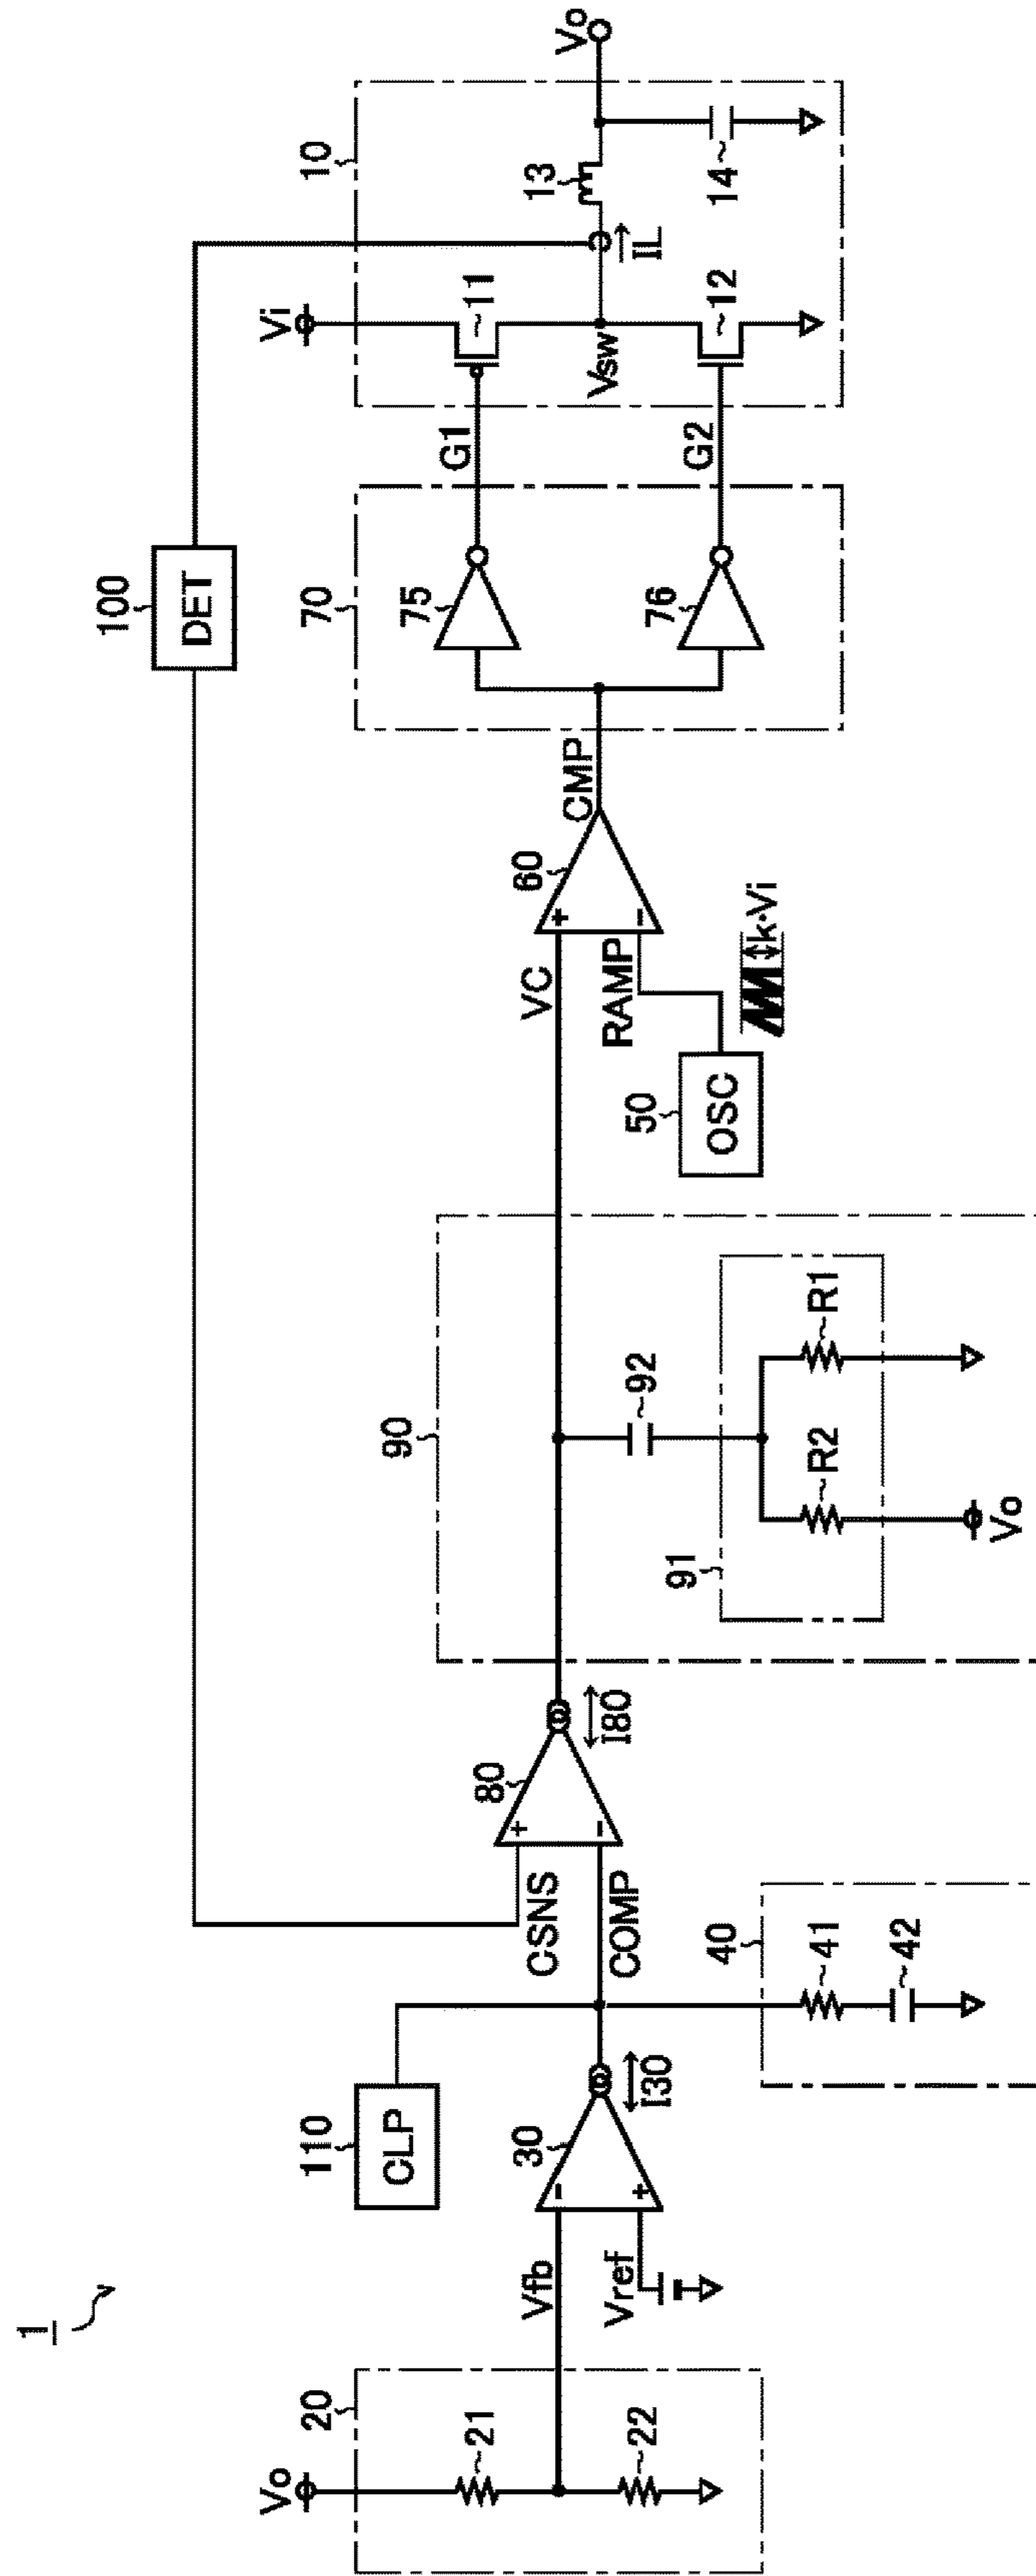 1
Vo
20
21
22
Vfb
Vref
30
I30
110
CLP
40
41
42
CSNS
COMP
80
I80
90
91
92
R2
R1
Vo
50
OSC
VC
RAMP
k·Vi
60
CMP
100
DET
70
75
76
G1
G2
10
Vi
11
12
Vsw
IL
13
14
Vo